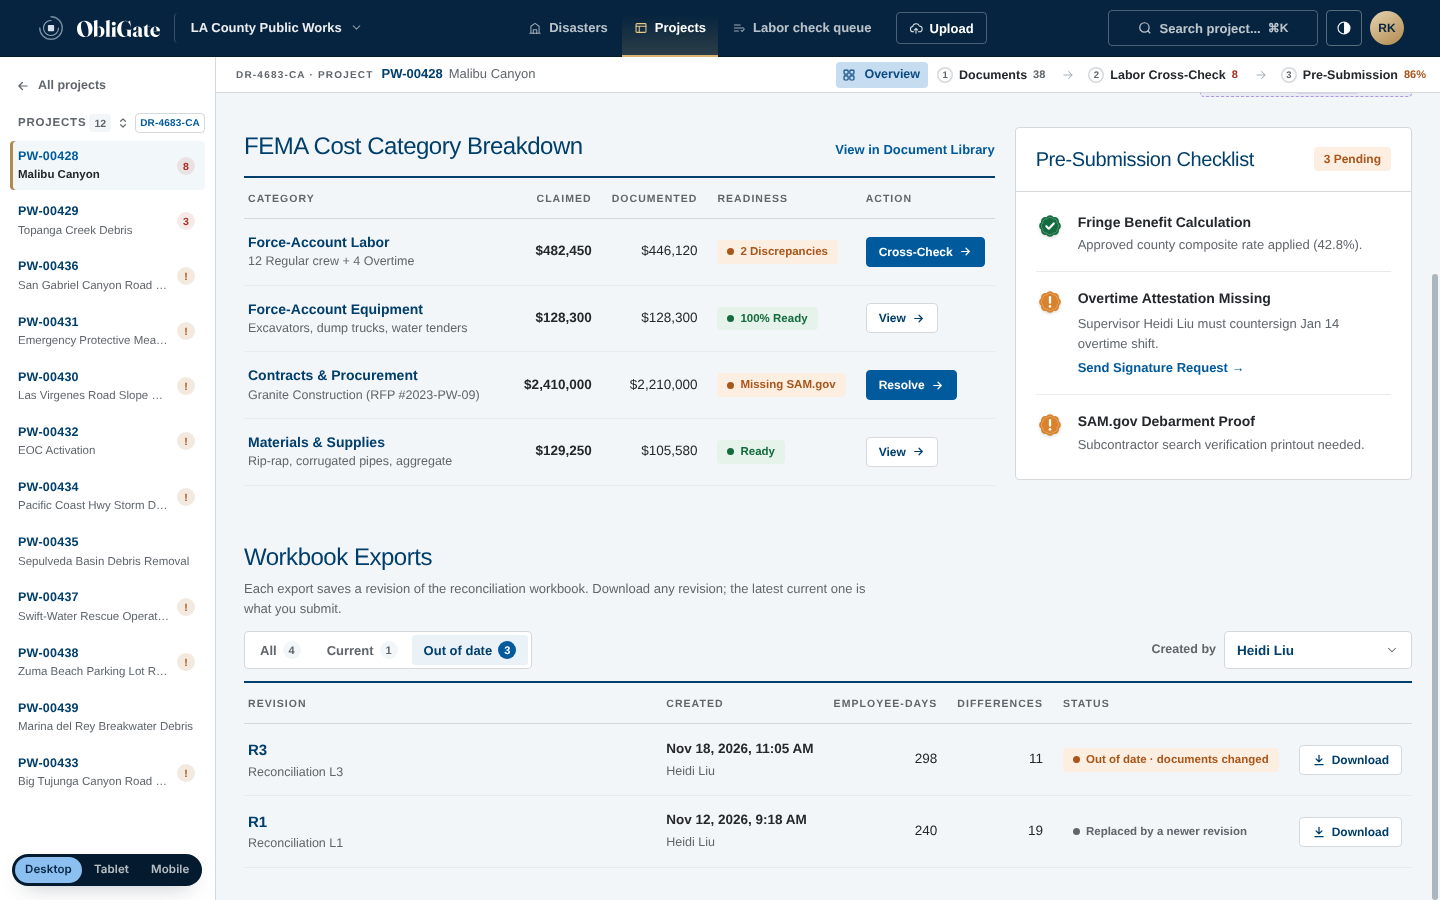 ObliGate
LA County Public Works
Disasters
Projects
Labor check queue
Upload
Search project... ⌘K
RK
← All projects
PROJECTS 12
DR-4683-CA
PW-00428
Malibu Canyon
8
PW-00429
Topanga Creek Debris
3
PW-00436
San Gabriel Canyon Road ...
!
PW-00431
Emergency Protective Mea...
!
PW-00430
Las Virgenes Road Slope ...
!
PW-00432
EOC Activation
!
PW-00434
Pacific Coast Hwy Storm D...
!
PW-00435
Sepulveda Basin Debris Removal
PW-00437
Swift-Water Rescue Operat...
!
PW-00438
Zuma Beach Parking Lot R...
!
PW-00439
Marina del Rey Breakwater Debris
PW-00433
Big Tujunga Canyon Road ...
!
Desktop Tablet Mobile
DR-4683-CA · PROJECT PW-00428 Malibu Canyon
Overview
1 Documents 38
→
2 Labor Cross-Check 8
→
3 Pre-Submission 86%
FEMA Cost Category Breakdown
View in Document Library
CATEGORY CLAIMED DOCUMENTED READINESS ACTION
Force-Account Labor
12 Regular crew + 4 Overtime
$482,450 $446,120 2 Discrepancies Cross-Check →
Force-Account Equipment
Excavators, dump trucks, water tenders
$128,300 $128,300 100% Ready View →
Contracts & Procurement
Granite Construction (RFP #2023-PW-09)
$2,410,000 $2,210,000 Missing SAM.gov Resolve →
Materials & Supplies
Rip-rap, corrugated pipes, aggregate
$129,250 $105,580 Ready View →
Pre-Submission Checklist
3 Pending
Fringe Benefit Calculation
Approved county composite rate applied (42.8%).
Overtime Attestation Missing
Supervisor Heidi Liu must countersign Jan 14
overtime shift.
Send Signature Request →
SAM.gov Debarment Proof
Subcontractor search verification printout needed.
Workbook Exports
Each export saves a revision of the reconciliation workbook. Download any revision; the latest current one is
what you submit.
All 4 Current 1 Out of date 3
Created by Heidi Liu
REVISION CREATED EMPLOYEE-DAYS DIFFERENCES STATUS
R3
Reconciliation L3
Nov 18, 2026, 11:05 AM
Heidi Liu
298 11 Out of date · documents changed Download
R1
Reconciliation L1
Nov 12, 2026, 9:18 AM
Heidi Liu
240 19 Replaced by a newer revision Download